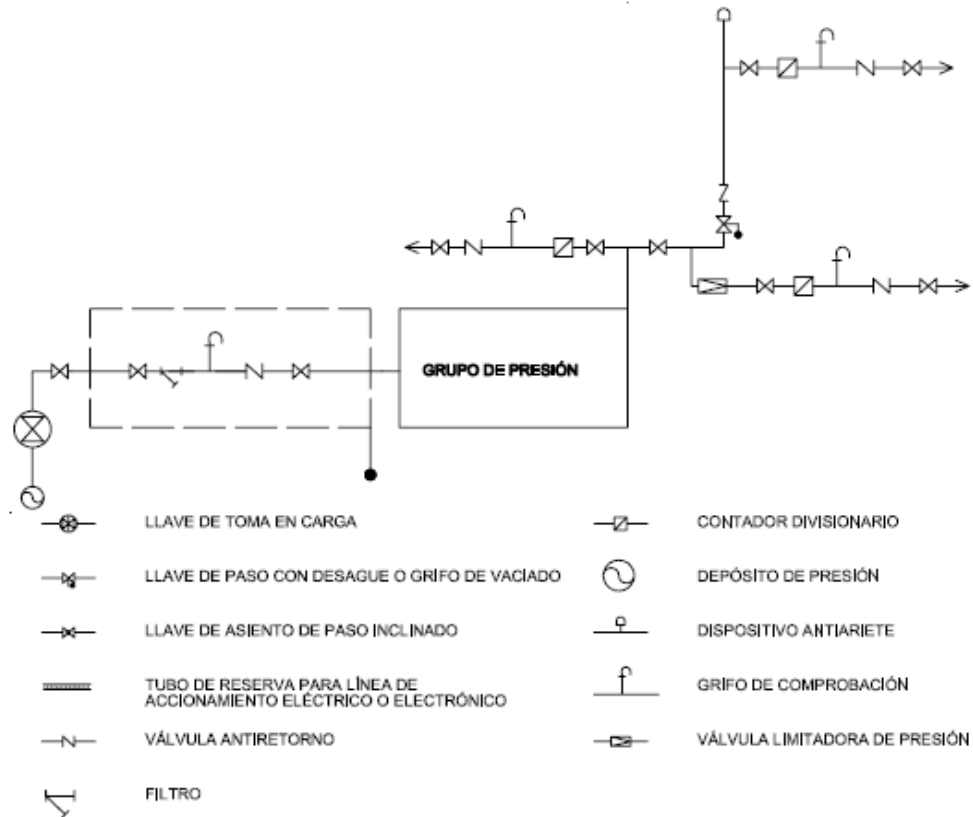 GRUPO DE PRESIÓN
LLAVE DE TOMA EN CARGA
CONTADOR DIVISIONARIO
LLAVE DE PASO CON DESAGUE O GRIFO DE VACIADO
DEPÓSITO DE PRESIÓN
LLAVE DE ASIENTO DE PASO INCLINADO
DISPOSITIVO ANTIARIETE
TUBO DE RESERVA PARA LÍNEA DE
ACCIONAMIENTO ELÉCTRICO O ELECTRÓNICO
GRIFO DE COMPROBACIÓN
VÁLVULA ANTIRETORNO
VÁLVULA LIMITADORA DE PRESIÓN
FILTRO